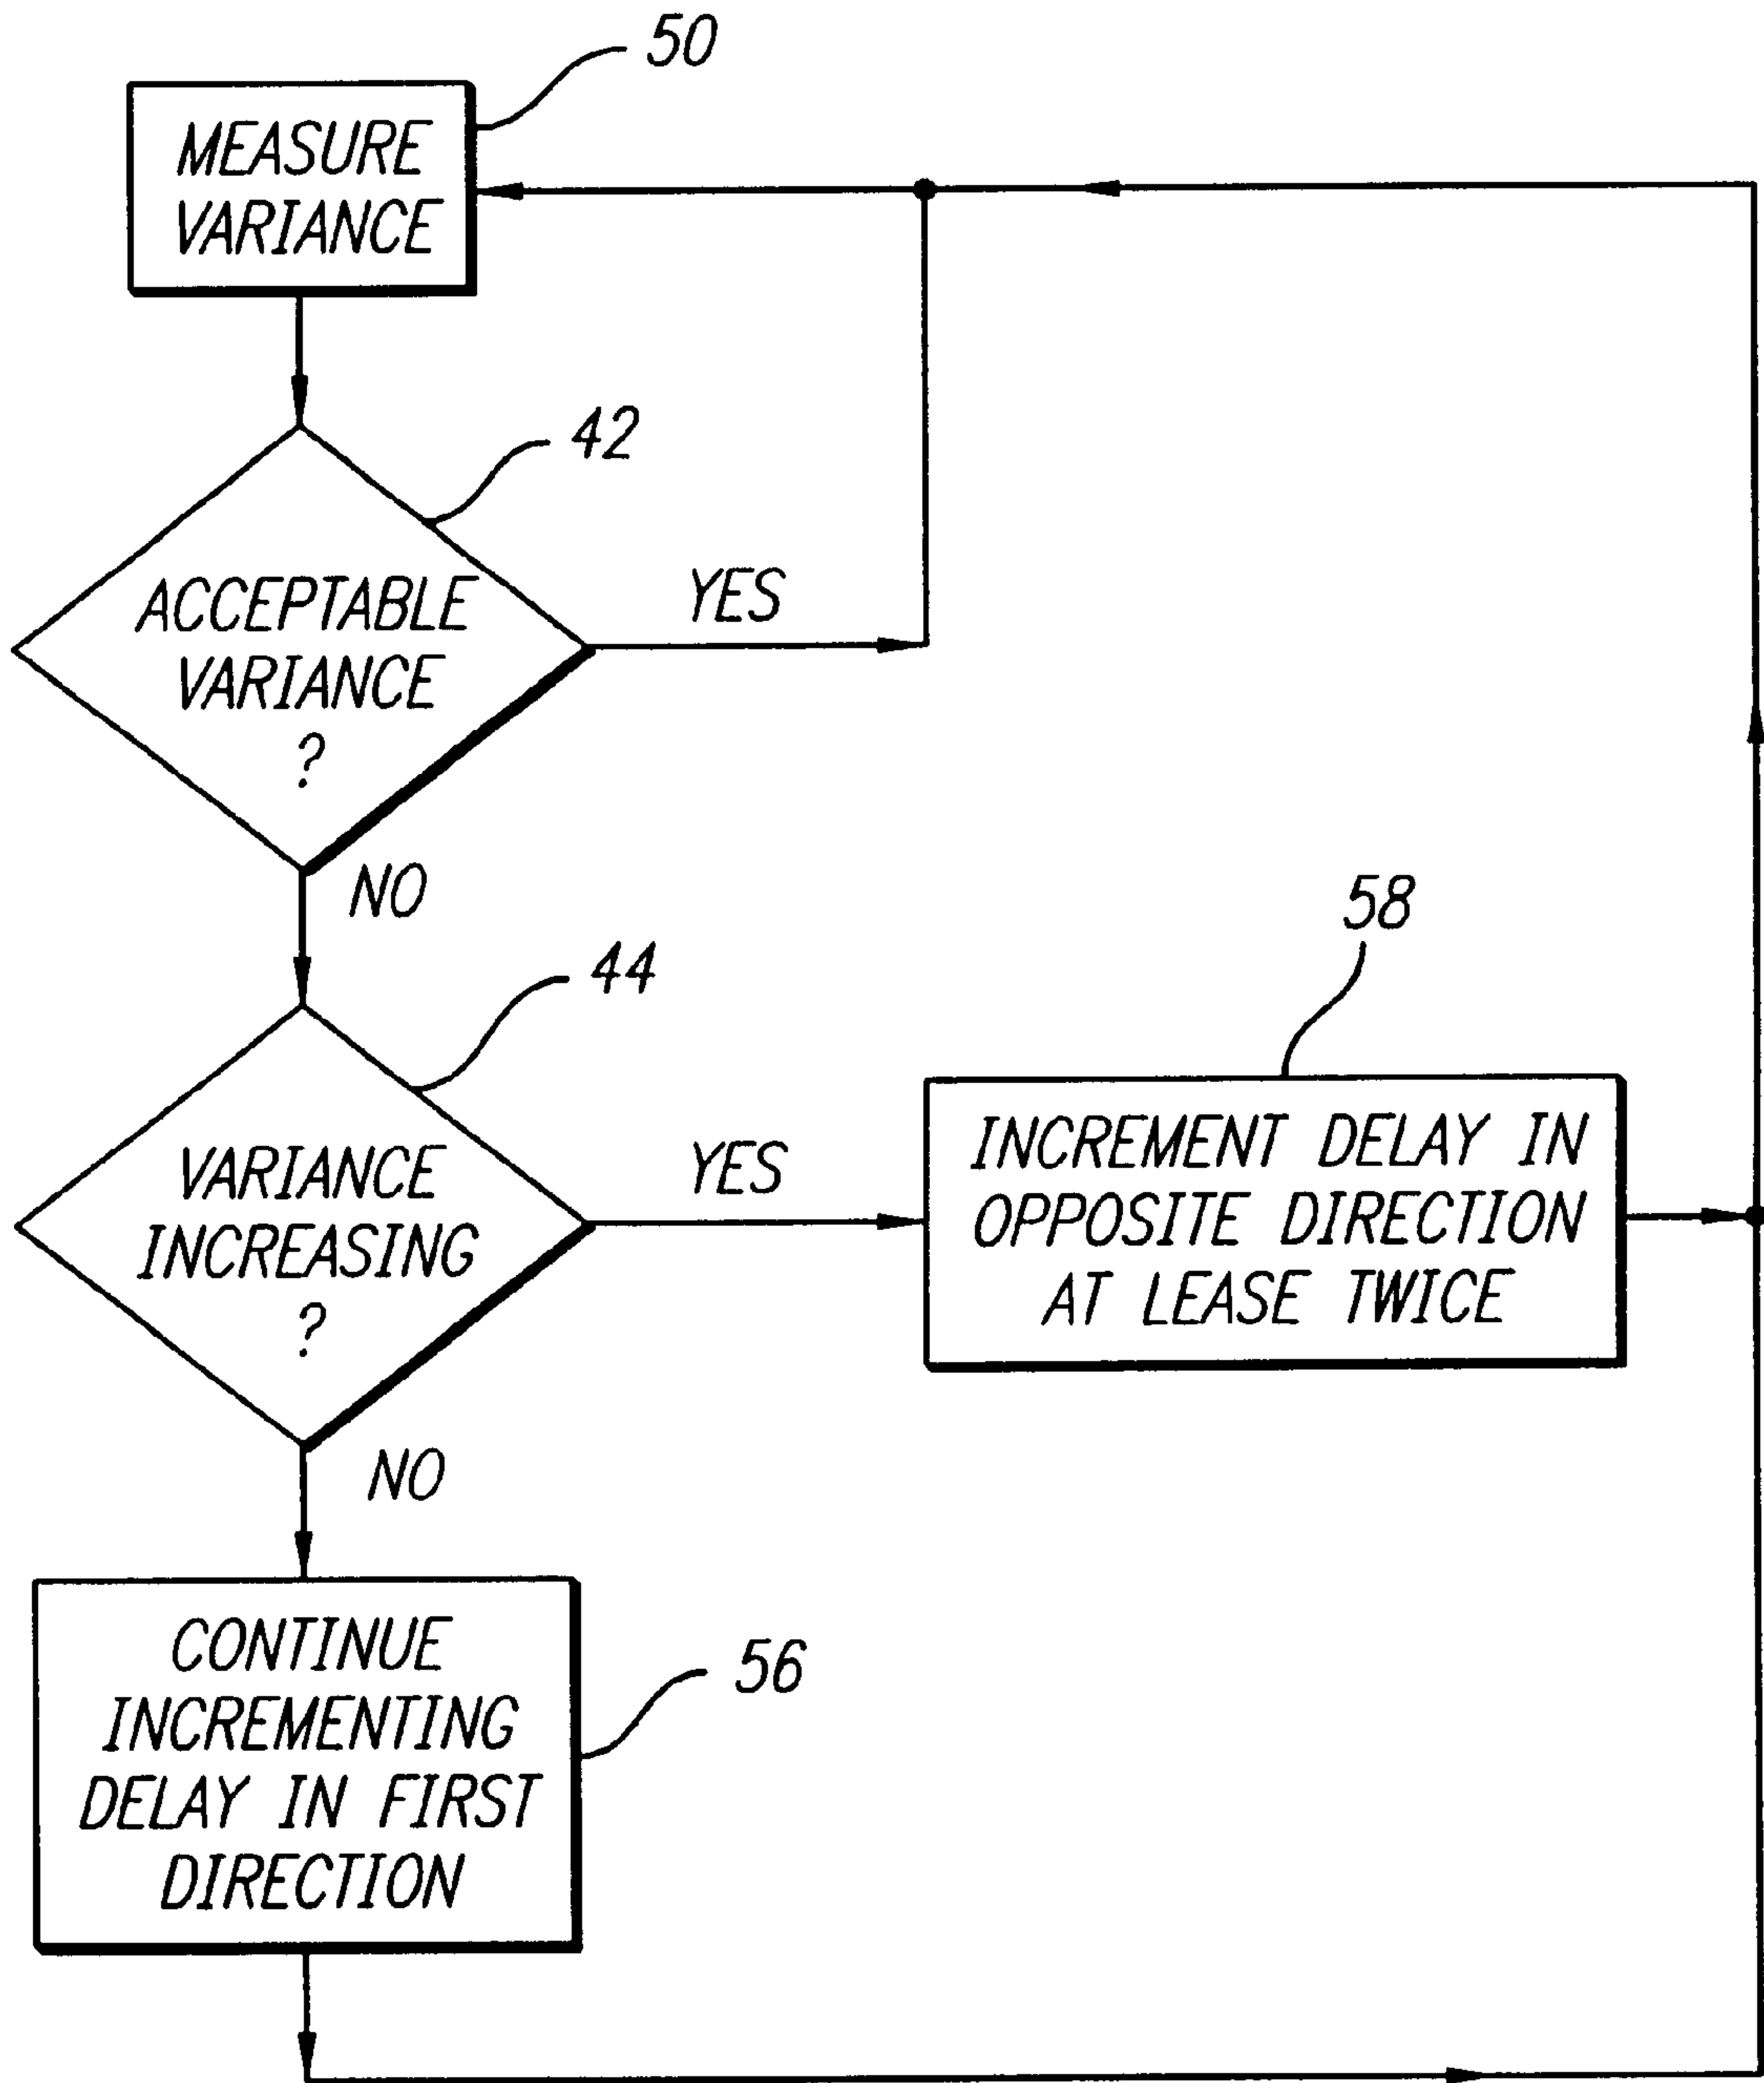 50
MEASURE
VARIANCE
42
ACCEPTABLE
VARIANCE
?
YES
NO
44
VARIANCE
INCREASING
?
YES
58
INCREMENT DELAY IN
OPPOSITE DIRECTION
AT LEASE TWICE
NO
CONTINUE
INCREMENTING
DELAY IN FIRST
DIRECTION
56